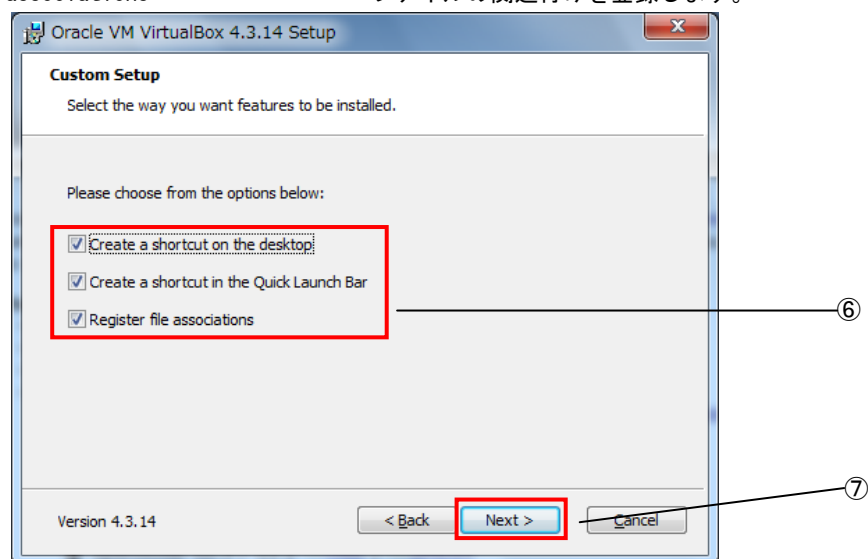 Oracle VM VirtualBox 4.3.14 Setup
Custom Setup
Select the way you want features to be installed.
Please choose from the options below:
Create a shortcut on the desktop
Create a shortcut in the Quick Launch Bar
Register file associations
⑥
⑦
Version 4.3.14
< Back
Next >
Cancel